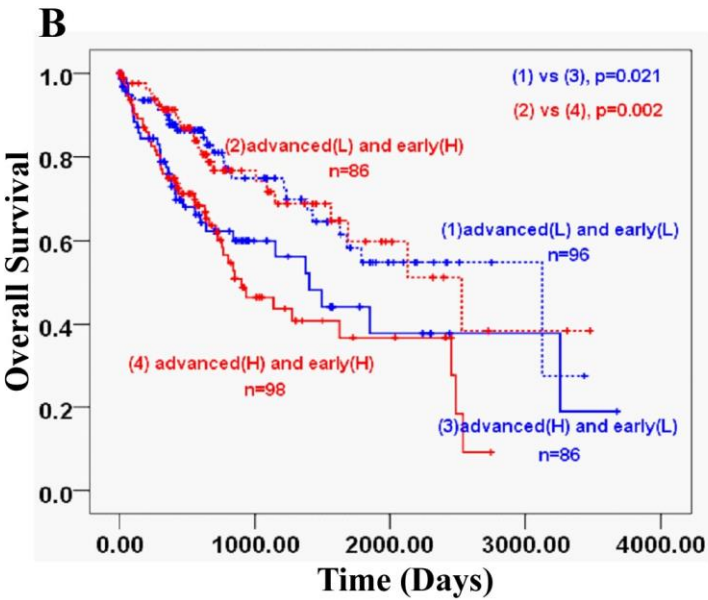 B
(1) vs (3), p=0.021
(2) vs (4), p=0.002
(2)advanced(L) and early(H)
n=86
(1)advanced(L) and early(L)
n=96
(4) advanced(H) and early(H)
n=98
(3)advanced(H) and early(L)
n=86
Overall Survival
1.0
0.8
0.6
0.4
0.2
0.0
0.00 1000.00 2000.00 3000.00 4000.00
Time (Days)